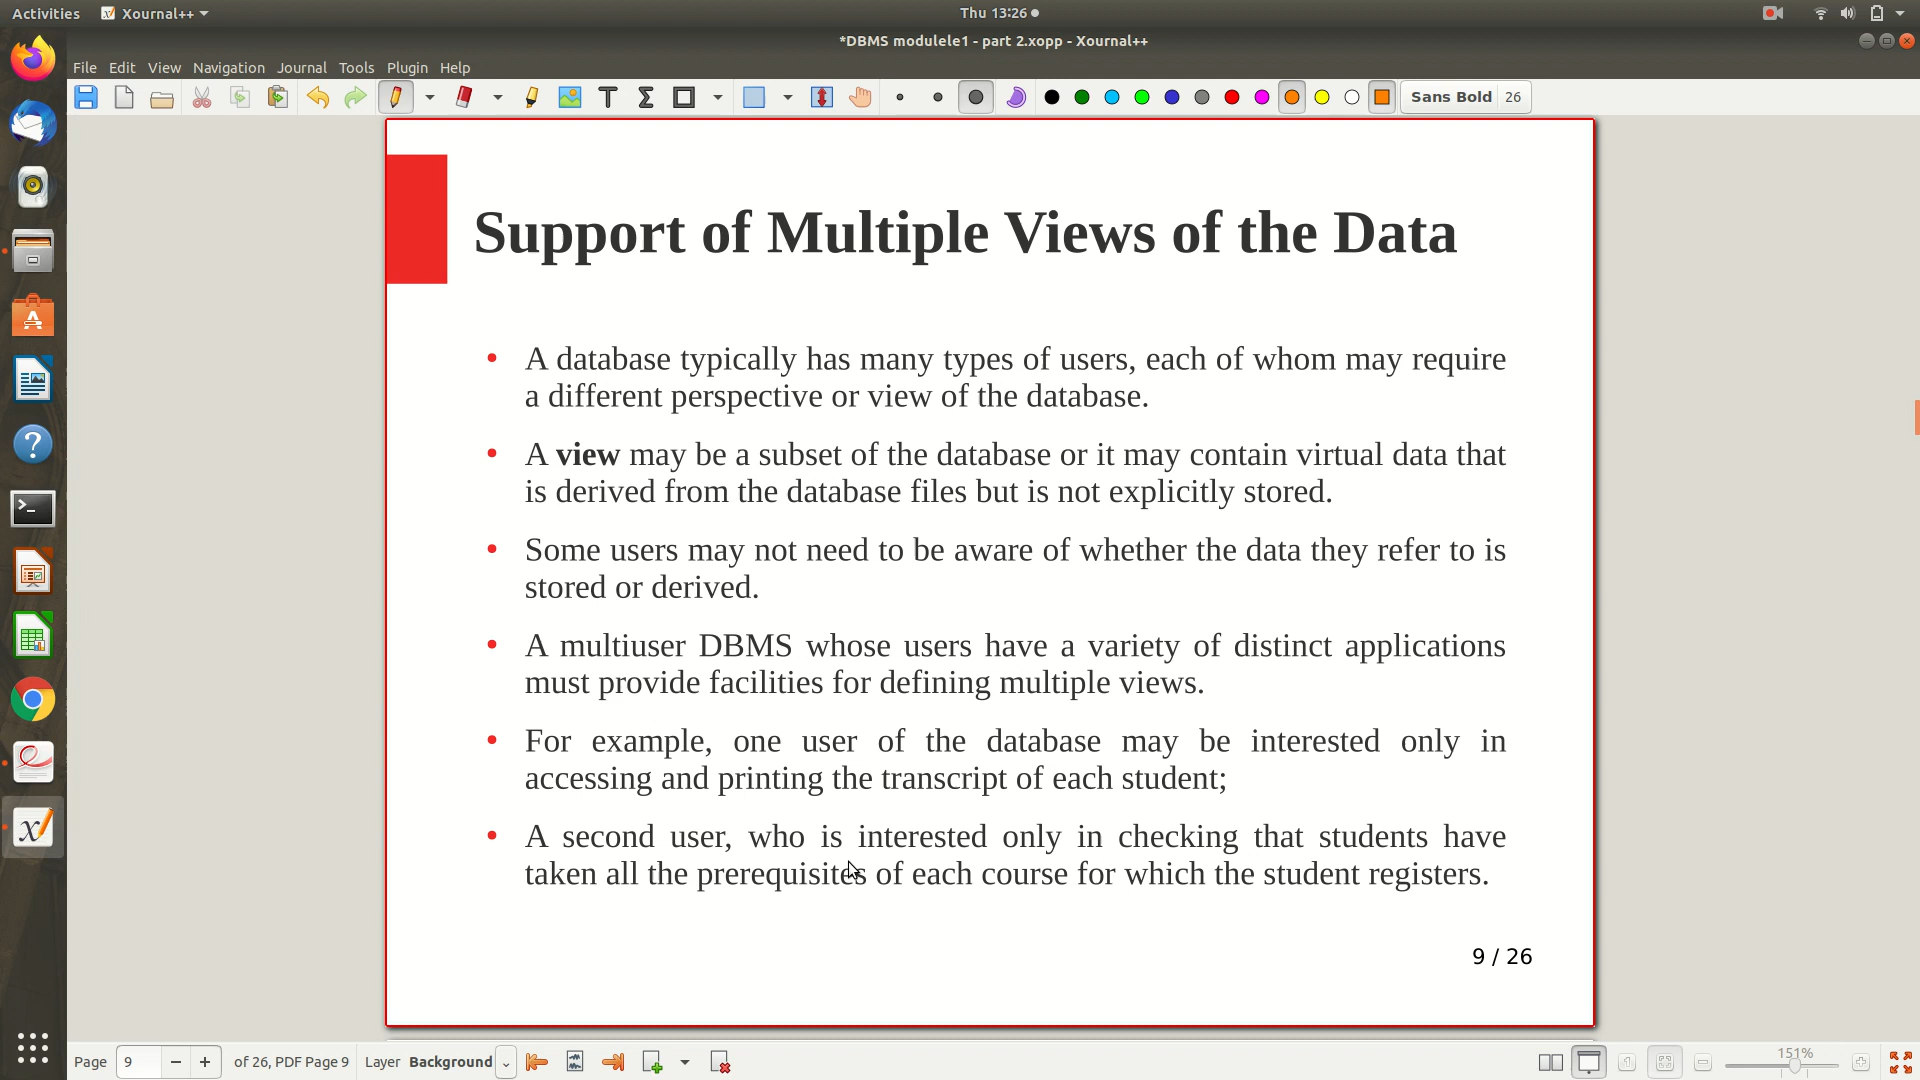 Activities Xournal++ Thu 13:26
*DBMS modulele1 - part 2.xopp - Xournal++
File Edit View Navigation Journal Tools Plugin Help
Sans Bold 26
Support of Multiple Views of the Data
• A database typically has many types of users, each of whom may require
a different perspective or view of the database.
• A view may be a subset of the database or it may contain virtual data that
is derived from the database files but is not explicitly stored.
• Some users may not need to be aware of whether the data they refer to is
stored or derived.
• A multiuser DBMS whose users have a variety of distinct applications
must provide facilities for defining multiple views.
• For example, one user of the database may be interested only in
accessing and printing the transcript of each student;
• A second user, who is interested only in checking that students have
taken all the prerequisites of each course for which the student registers.
9 / 26
Page 9 − + of 26, PDF Page 9 Layer Background 151%